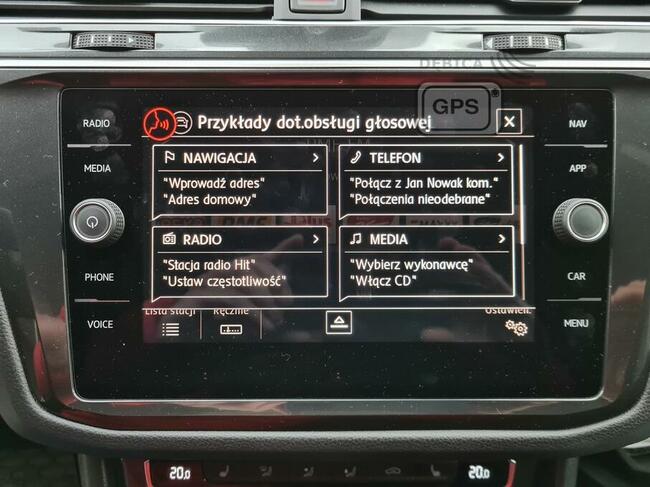 DĘBICA
GPS
RADIO
MEDIA
PHONE
VOICE
Przykłady dot.obsługi głosowej
X
NAWIGACJA >
"Wprowadź adres"
"Adres domowy"
TELEFON >
"Połącz z Jan Nowak kom."
"Połączenia nieodebrane"
RADIO >
"Stacja radio Hit"
"Ustaw częstotliwość"
MEDIA >
"Wybierz wykonawcę"
"Włącz CD"
Lista stacji
Ręcznie
Ustawień.
NAV
APP
CAR
MENU
20.0
20.0